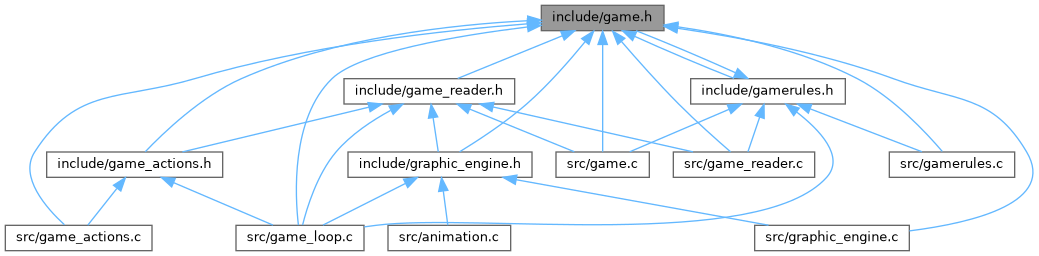 include/game.h
include/game_reader.h
include/gamerules.h
include/game_actions.h
include/graphic_engine.h
src/game.c
src/game_reader.c
src/gamerules.c
src/game_actions.c
src/game_loop.c
src/animation.c
src/graphic_engine.c